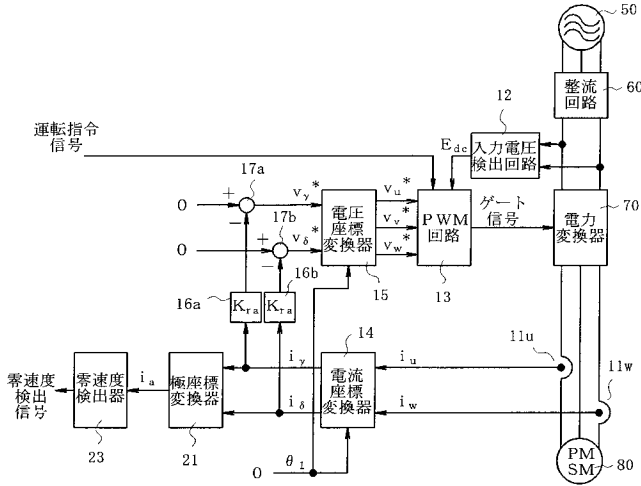 50
整流
回路
60
12
入力電圧
検出回路
E_dc
運転指令
信号
17a
0
+
−
v_γ*
17b
0
+
−
v_δ*
電圧
座標
変換器
15
v_u*
v_v*
v_w*
PWM
回路
13
ゲート
信号
70
電力
変換器
16a
K_ra
16b
K_ra
14
11u
11w
零速度
検出
信号
零速度
検出器
23
i_a
極座標
変換器
21
i_γ
i_δ
電流
座標
変換器
i_u
i_w
0
θ_1
PM
SM
80